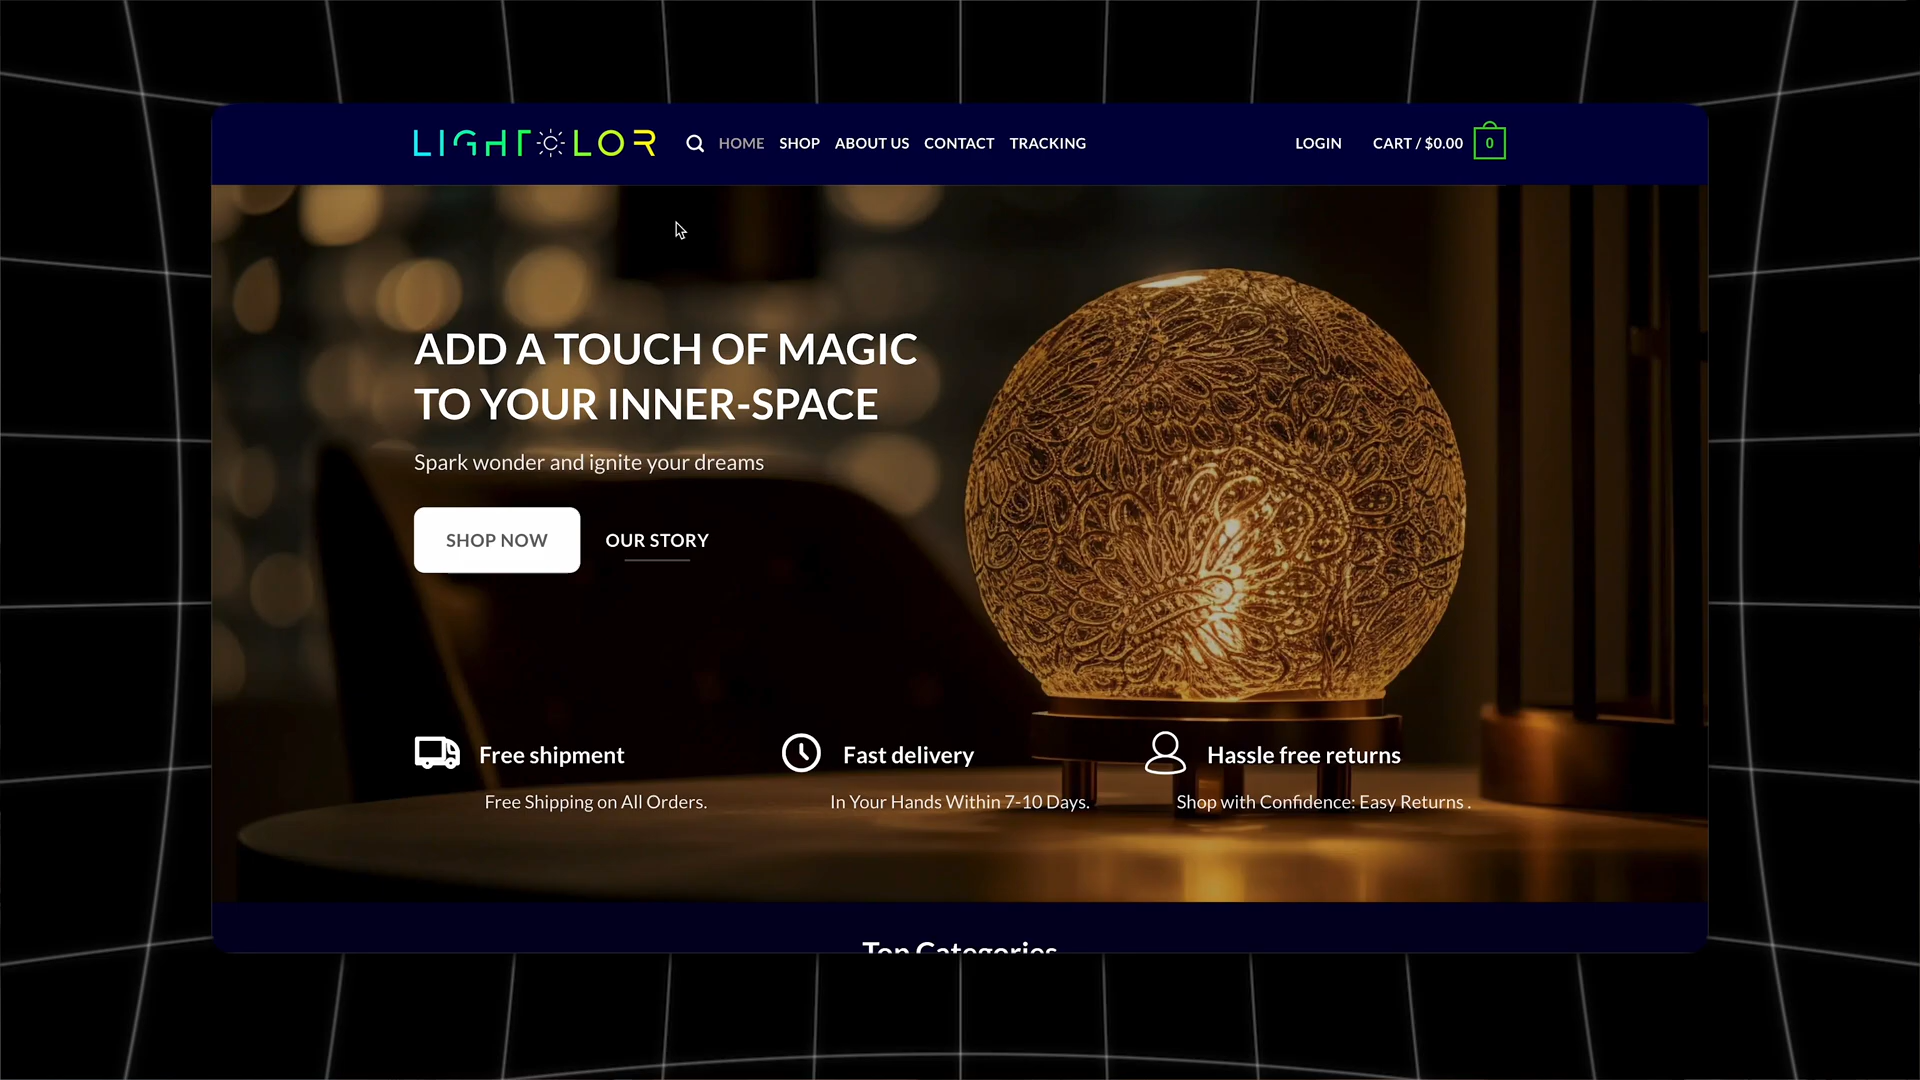 LIGHTCOLOR HOME SHOP ABOUT US CONTACT TRACKING LOGIN CART / $0.00 0
ADD A TOUCH OF MAGIC
TO YOUR INNER-SPACE
Spark wonder and ignite your dreams
SHOP NOW OUR STORY
Free shipment Fast delivery Hassle free returns
Free Shipping on All Orders. In Your Hands Within 7-10 Days. Shop with Confidence: Easy Returns .
Top Categories